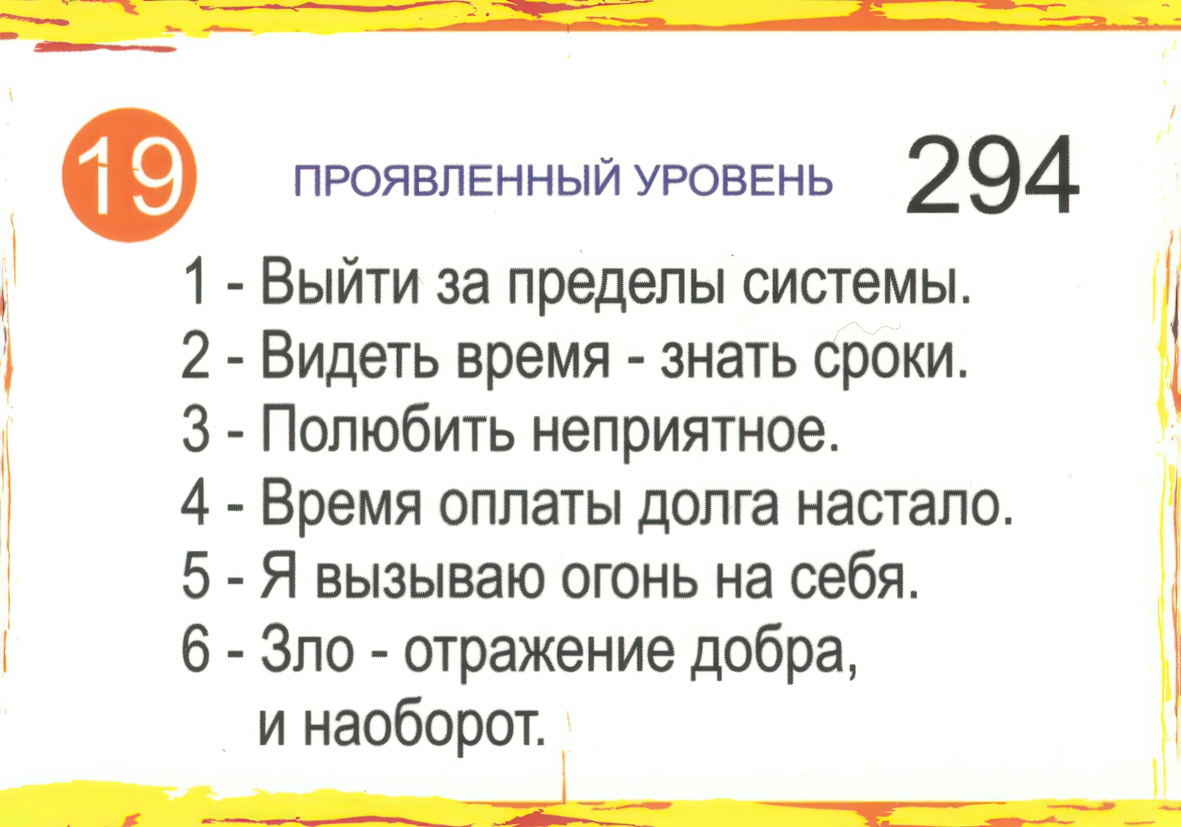 19 ПРОЯВЛЕННЫЙ УРОВЕНЬ 294
1 - Выйти за пределы системы.
2 - Видеть время - знать сроки.
3 - Полюбить неприятное.
4 - Время оплаты долга настало.
5 - Я вызываю огонь на себя.
6 - Зло - отражение добра,
и наоборот.